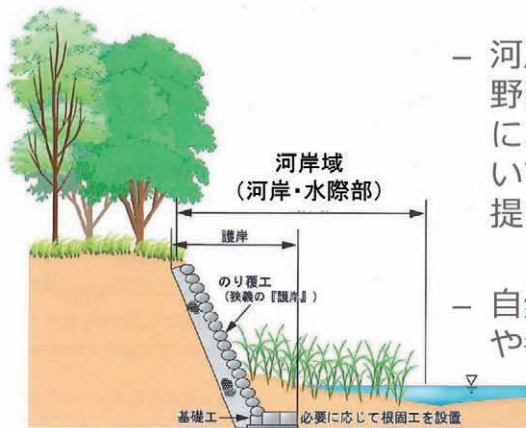 河岸域
(河岸・水際部)
護岸
のり覆工
(狭義の『護岸』)
基礎工
必要に応じて根固工を設置
－
野
に
い
提
－ 自
や